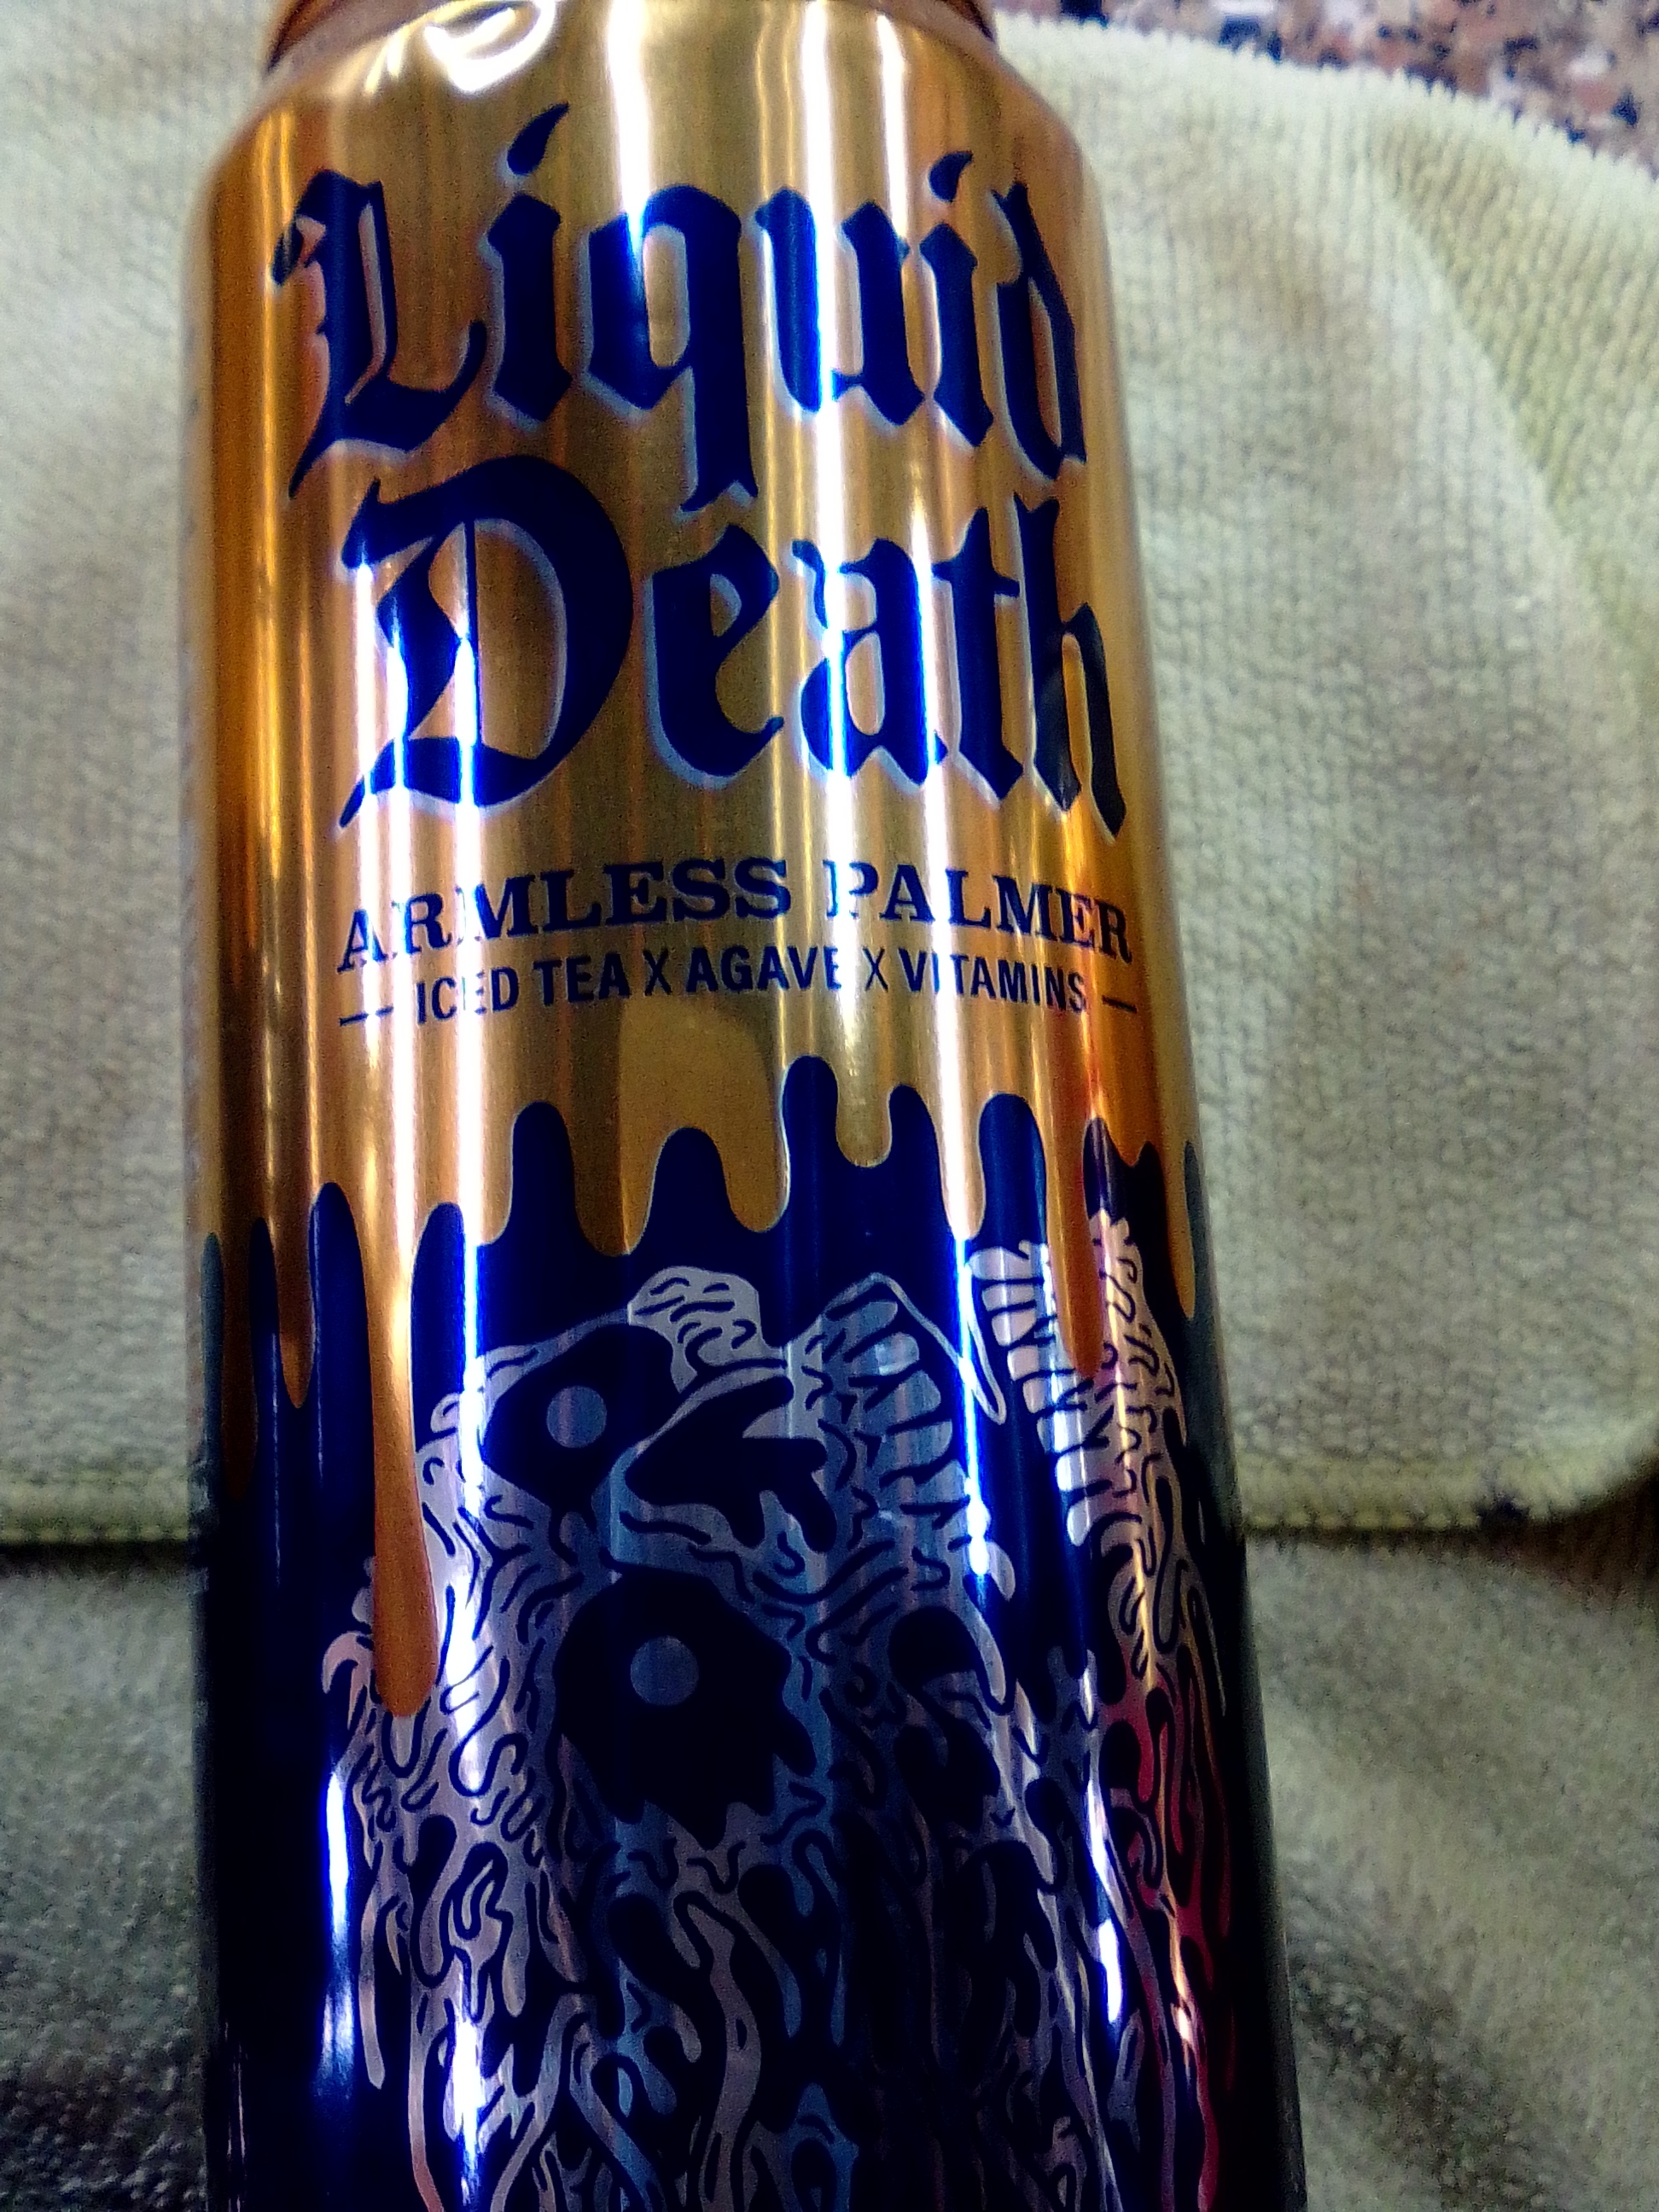 Liquid
Death
ARMLESS PALMER
— ICED TEA X AGAVE X VITAMINS —